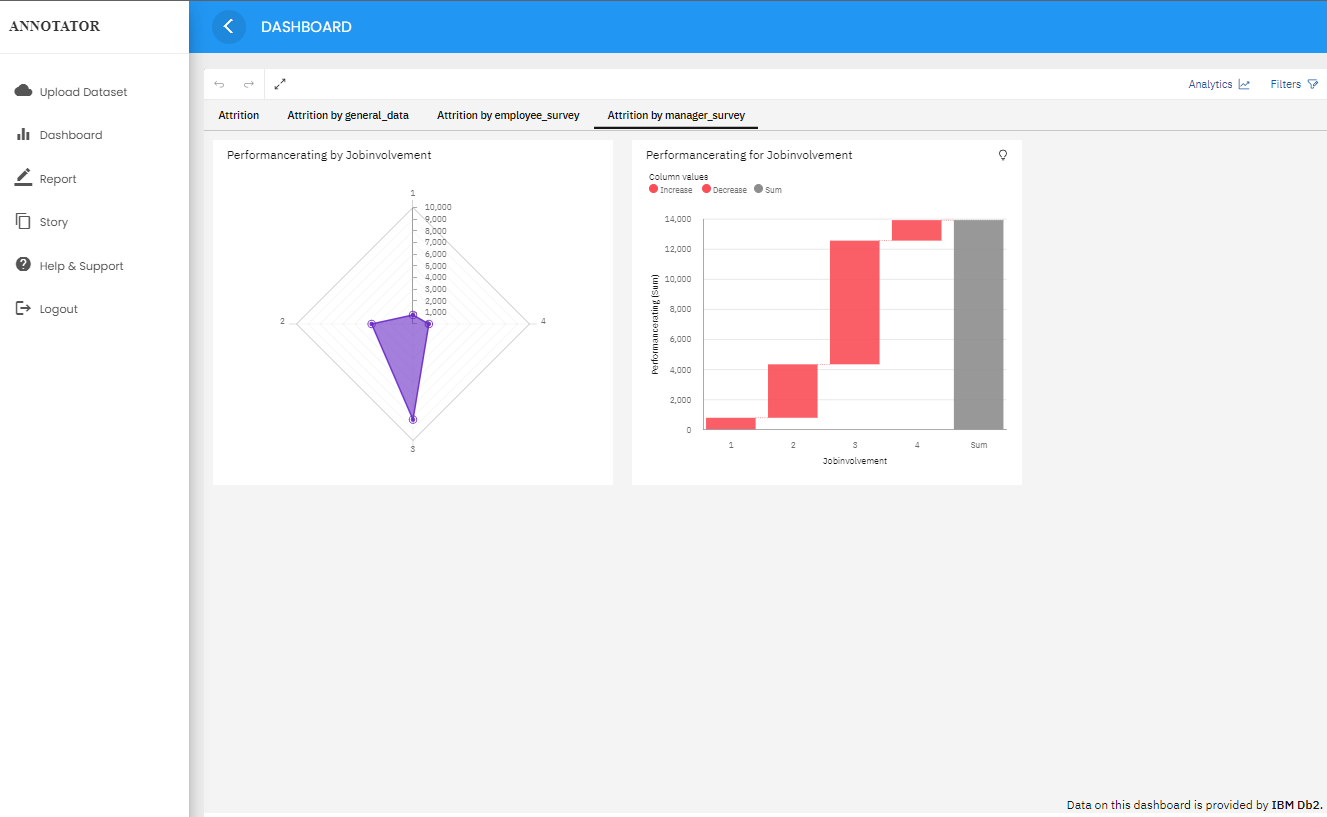 ANNOTATOR
DASHBOARD
Upload Dataset
Dashboard
Report
Story
Help & Support
Logout
Analytics
Filters
Attrition
Attrition by general_data
Attrition by employee_survey
Attrition by manager_survey
Performancerating by Jobinvolvement
1
10,000
9,000
8,000
7,000
6,000
5,000
4,000
3,000
2,000
1,000
2
4
3
Performancerating for Jobinvolvement
Column values
Increase Decrease Sum
Performancerating (Sum)
14,000
12,000
10,000
8,000
6,000
4,000
2,000
0
1 2 3 4 Sum
Jobinvolvement
Data on this dashboard is provided by IBM Db2.